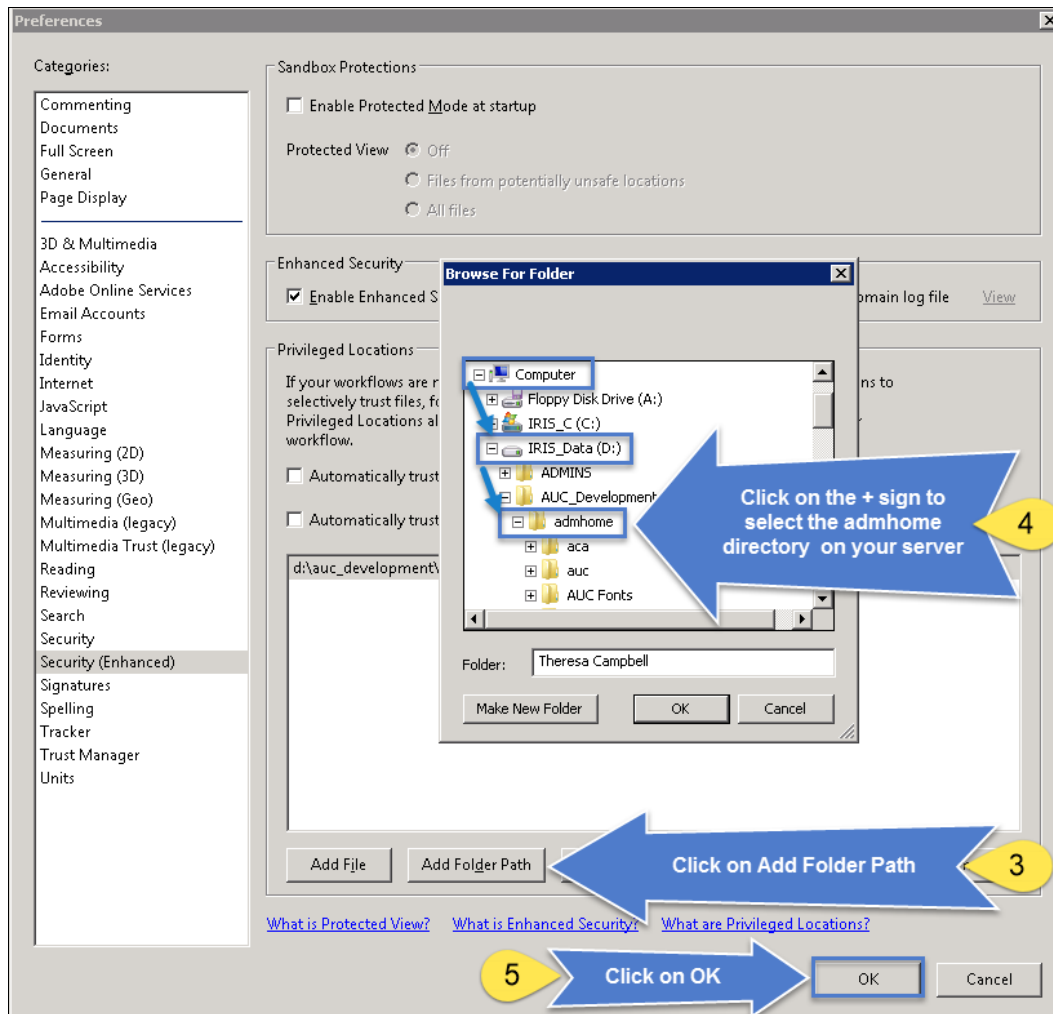 Preferences
Categories:
Commenting
Documents
Full Screen
General
Page Display
3D & Multimedia
Accessibility
Adobe Online Services
Email Accounts
Forms
Identity
Internet
JavaScript
Language
Measuring (2D)
Measuring (3D)
Measuring (Geo)
Multimedia (legacy)
Multimedia Trust (legacy)
Reading
Reviewing
Search
Security
Security (Enhanced)
Signatures
Spelling
Tracker
Trust Manager
Units
Sandbox Protections
Enable Protected Mode at startup
Protected View
Off
Files from potentially unsafe locations
All files
Enhanced Security
Enable Enhanced S
log file
View
Privileged Locations
If your workflows are
to
selectively trust files,
Privileged Locations
workflow.
Automatically trust
Automatically trust
d:\auc_development\
Browse For Folder
Computer
Floppy Disk Drive (A:)
IRIS_C (C:)
IRIS_Data (D:)
ADMINS
AUC_Development
admhome
aca
auc
AUC Fonts
Folder:
Theresa Campbell
Make New Folder
OK
Cancel
Click on the + sign to
select the admhome
directory on your server
4
Add File
Add Folder Path
Click on Add Folder Path
3
What is Protected View?
What is Enhanced Security?
What are Privileged Locations?
5
Click on OK
OK
Cancel